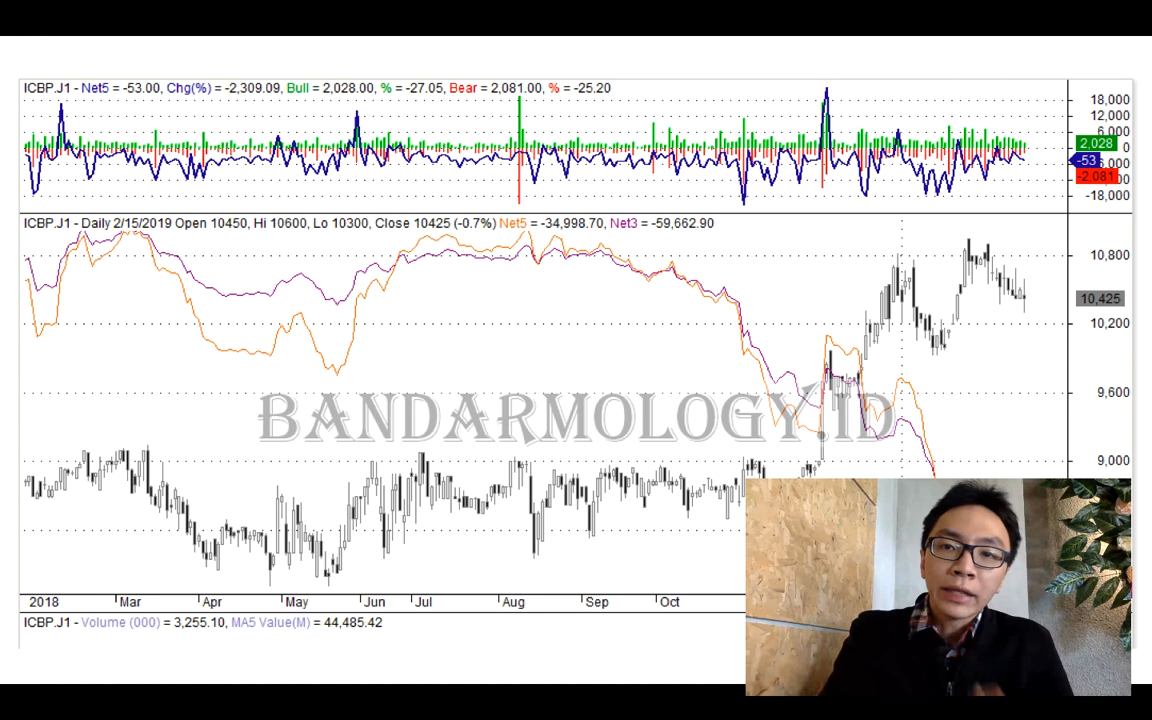 ICBP.J1 - Net5 = -53.00, Chg(%) = -2,309.09, Bull = 2,028.00, % = -27.05, Bear = 2,081.00, % = -25.20
18,000
12,000
6,000
2,028
0
-53
-2,081
-18,000
ICBP.J1 - Daily 2/15/2019 Open 10450, Hi 10600, Lo 10300, Close 10425 (-0.7%) Net5 = -34,998.70, Net3 = -59,662.90
10,800
10,425
10,200
9,600
BANDARMOLOGY.ID
9,000
2018 Mar Apr May Jun Jul Aug Sep Oct
ICBP.J1 - Volume (000) = 3,255.10, MA5 Value(M) = 44,485.42